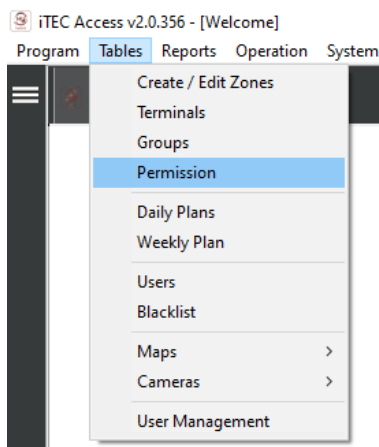 iTEC Access v2.0.356 - [Welcome]
Program Tables Reports Operation System
Create / Edit Zones
Terminals
Groups
Permission
Daily Plans
Weekly Plan
Users
Blacklist
Maps
Cameras
User Management